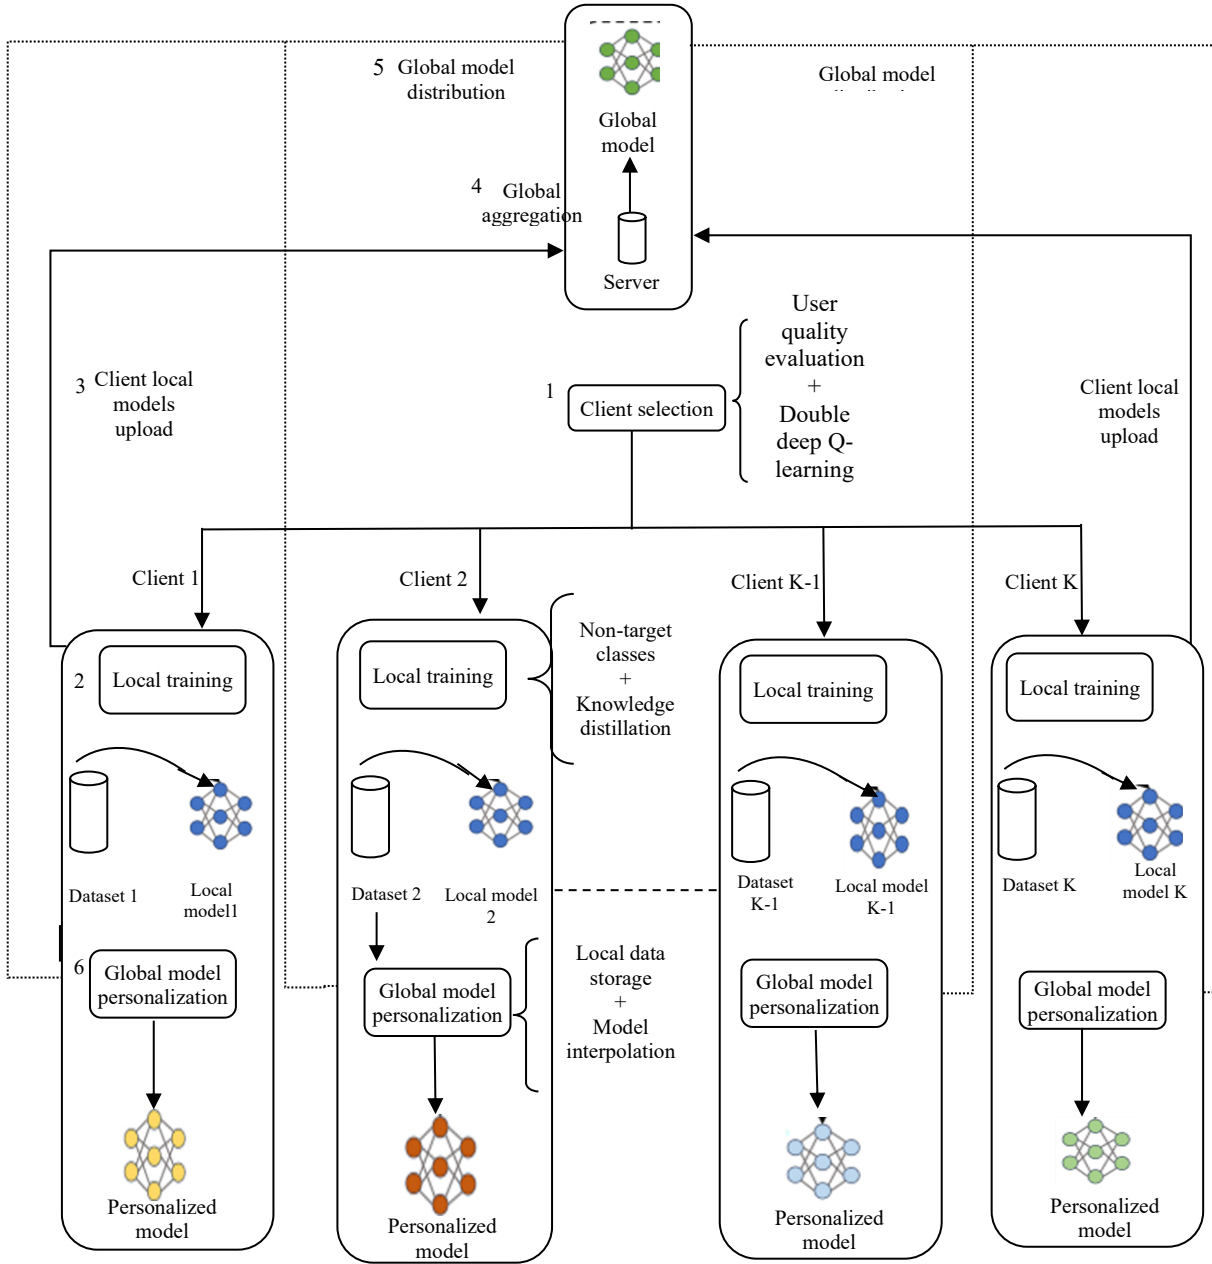 5 Global model
distribution
Global model
Global
model
4 Global
aggregation
Server
User
quality
evaluation
+
Double
deep Q-
learning
1 Client selection
3 Client local
models
upload
Client local
models
upload
Client 1
Client 2
Client K-1
Client K
2 Local training
Local training
Non-target
classes
+
Knowledge
distillation
Local training
Local training
Dataset 1
Local
model1
Dataset 2
Local model
2
Dataset
K-1
Local model
K-1
Dataset K
Local
model K
6 Global model
personalization
Global model
personalization
Local data
storage
+
Model
interpolation
Global model
personalization
Global model
personalization
Personalized
model
Personalized
model
Personalized
model
Personalized
model